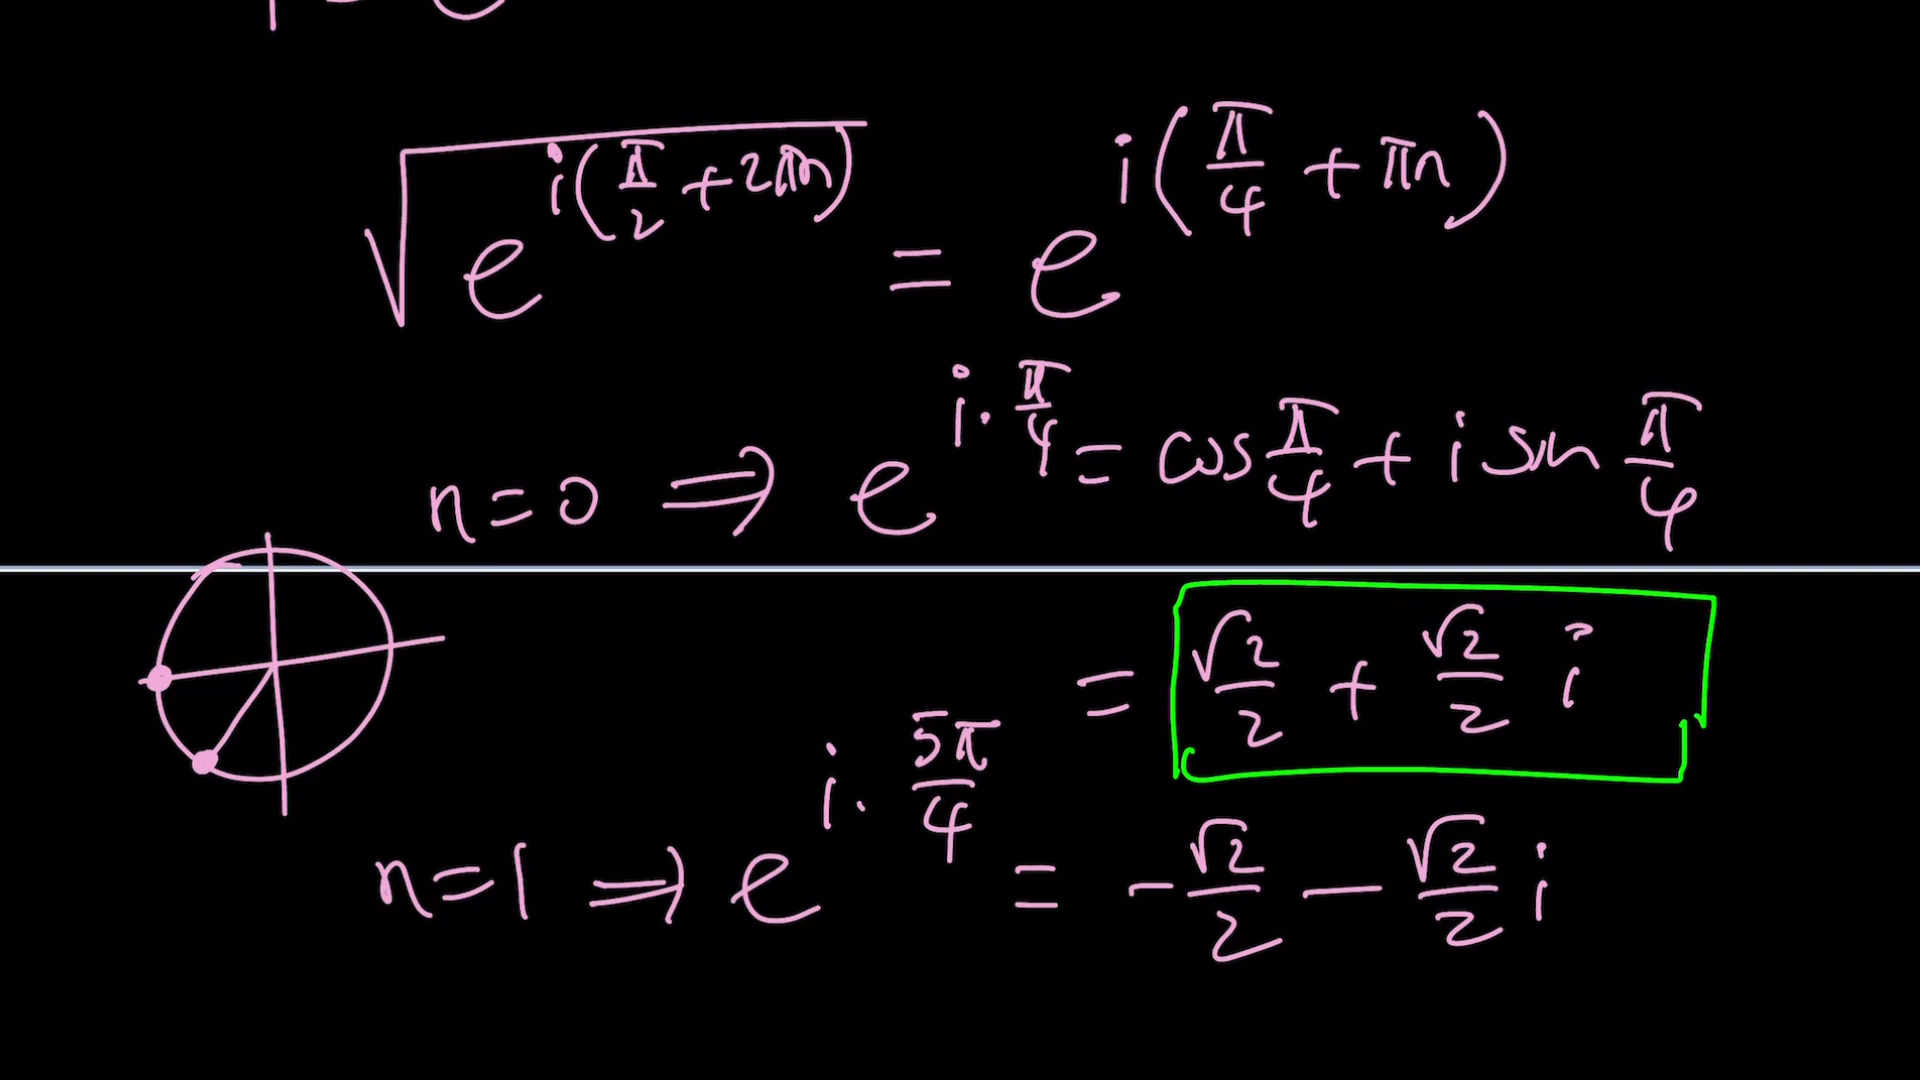 √(e^{i(π/2 + 2πn)}) = e^{i(π/4 + πn)}
n=0 ⇒ e^{i·π/4} = cos π/4 + i sin π/4
= √2/2 + √2/2 i
n=1 ⇒ e^{i·5π/4} = -√2/2 - √2/2 i